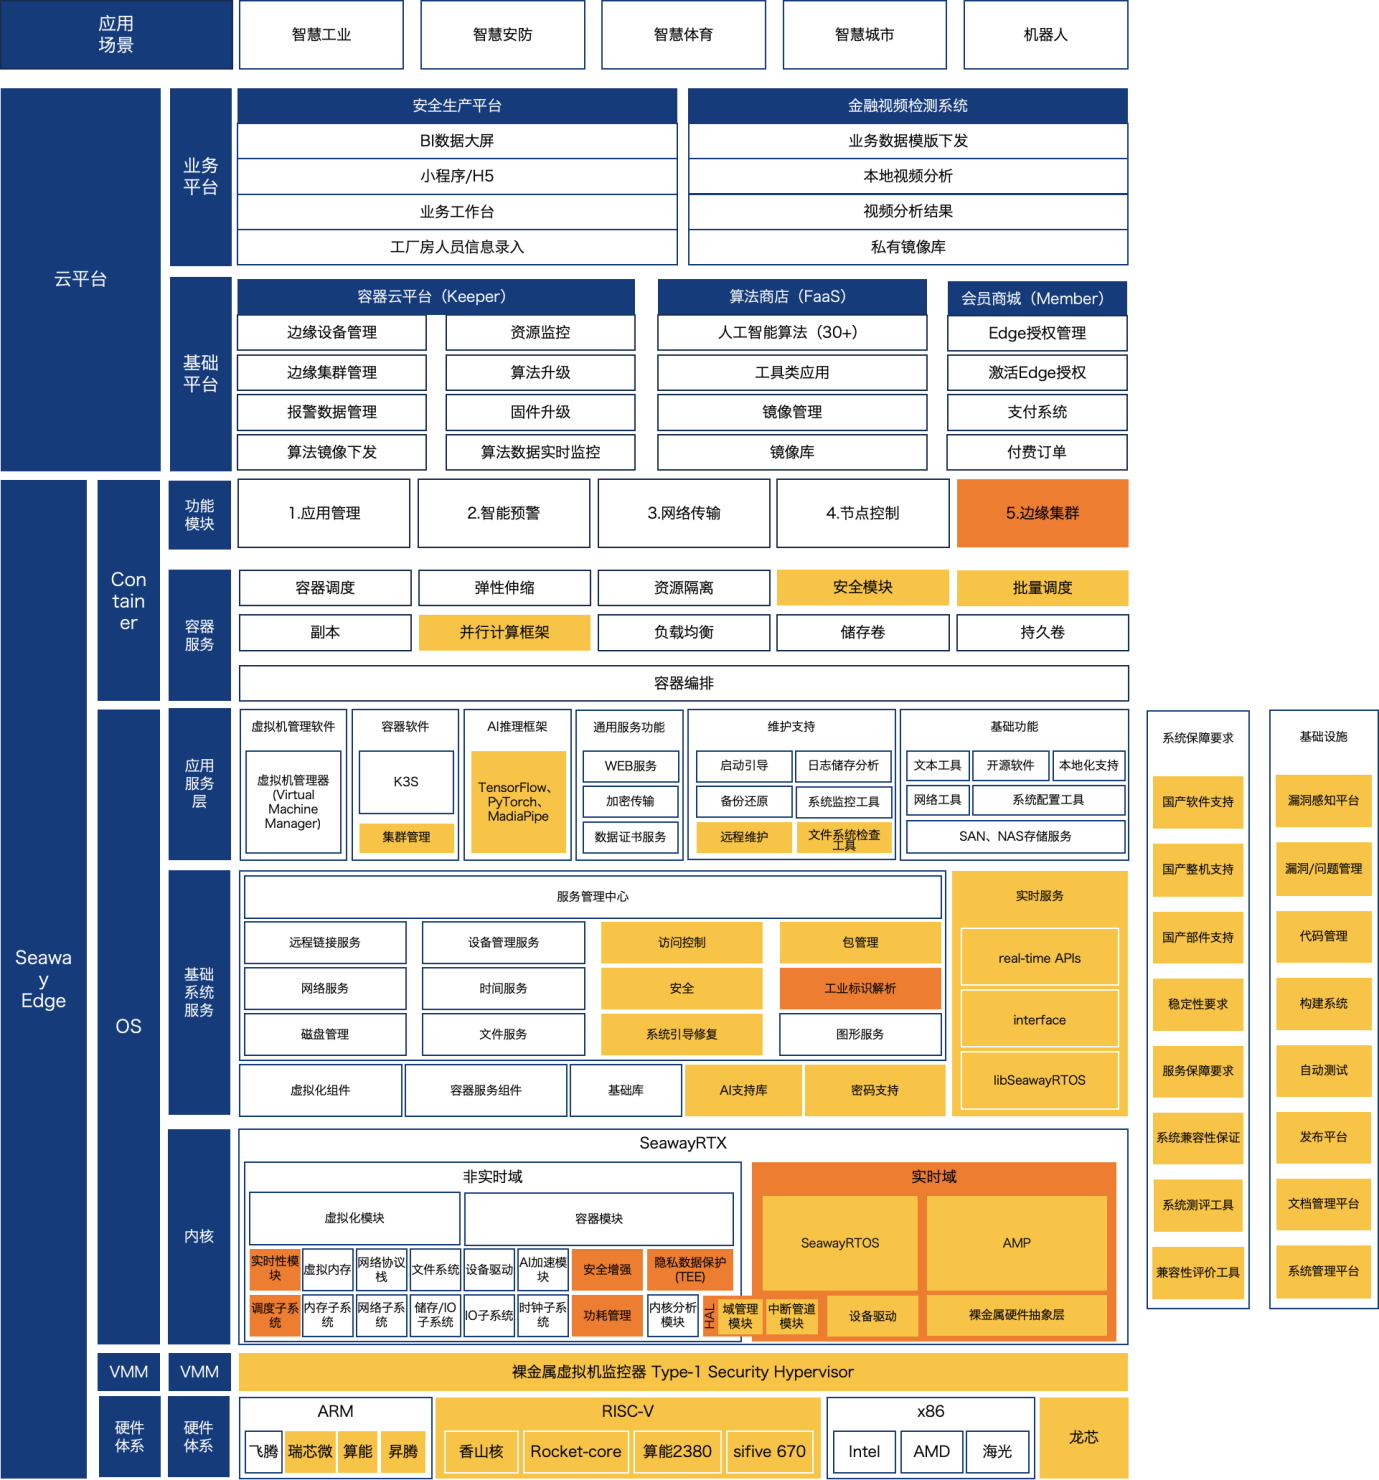 应用
场景
智慧工业
智慧安防
智慧体育
智慧城市
机器人
云平台
业务
平台
安全生产平台
BI数据大屏
小程序/H5
业务工作台
工厂房人员信息录入
金融视频检测系统
业务数据模版下发
本地视频分析
视频分析结果
私有镜像库
基础
平台
容器云平台（Keeper）
边缘设备管理
资源监控
边缘集群管理
算法升级
报警数据管理
固件升级
算法镜像下发
算法数据实时监控
算法商店（FaaS）
人工智能算法（30+）
工具类应用
镜像管理
镜像库
会员商城（Member）
Edge授权管理
激活Edge授权
支付系统
付费订单
Seawa
y
Edge
Con
tain
er
功能
模块
1.应用管理
2.智能预警
3.网络传输
4.节点控制
5.边缘集群
容器
服务
容器调度
弹性伸缩
资源隔离
安全模块
批量调度
副本
并行计算框架
负载均衡
储存卷
持久卷
容器编排
OS
应用
服务
层
虚拟机管理软件
虚拟机管理器
(Virtual
Machine
Manager)
容器软件
K3S
集群管理
AI推理框架
TensorFlow、
PyTorch、
MadiaPipe
通用服务功能
WEB服务
加密传输
数据证书服务
维护支持
启动引导
日志储存分析
备份还原
系统监控工具
远程维护
文件系统检查
工具
基础功能
文本工具
开源软件
本地化支持
网络工具
系统配置工具
SAN、NAS存储服务
基础
系统
服务
服务管理中心
远程链接服务
设备管理服务
访问控制
包管理
网络服务
时间服务
安全
工业标识解析
磁盘管理
文件服务
系统引导修复
图形服务
虚拟化组件
容器服务组件
基础库
AI支持库
密码支持
实时服务
real-time APIs
interface
libSeawayRTOS
内核
SeawayRTX
非实时域
虚拟化模块
容器模块
实时性模
块
虚拟内存
网络协议
栈
文件系统
设备驱动
AI加速模
块
安全增强
隐私数据保护
(TEE)
调度子系
统
内存子系
统
网络子系
统
储存/IO
子系统
IO子系统
时钟子系
统
功耗管理
内核分析
模块
HAL
域管理
模块
中断管道
模块
实时域
SeawayRTOS
AMP
设备驱动
裸金属硬件抽象层
VMM
VMM
裸金属虚拟机监控器 Type-1 Security Hypervisor
硬件
体系
硬件
体系
ARM
飞腾
瑞芯微
算能
昇腾
RISC-V
香山核
Rocket-core
算能2380
sifive 670
x86
Intel
AMD
海光
龙芯
系统保障要求
国产软件支持
国产整机支持
国产部件支持
稳定性要求
服务保障要求
系统兼容性保证
系统测评工具
兼容性评价工具
基础设施
漏洞感知平台
漏洞/问题管理
代码管理
构建系统
自动测试
发布平台
文档管理平台
系统管理平台